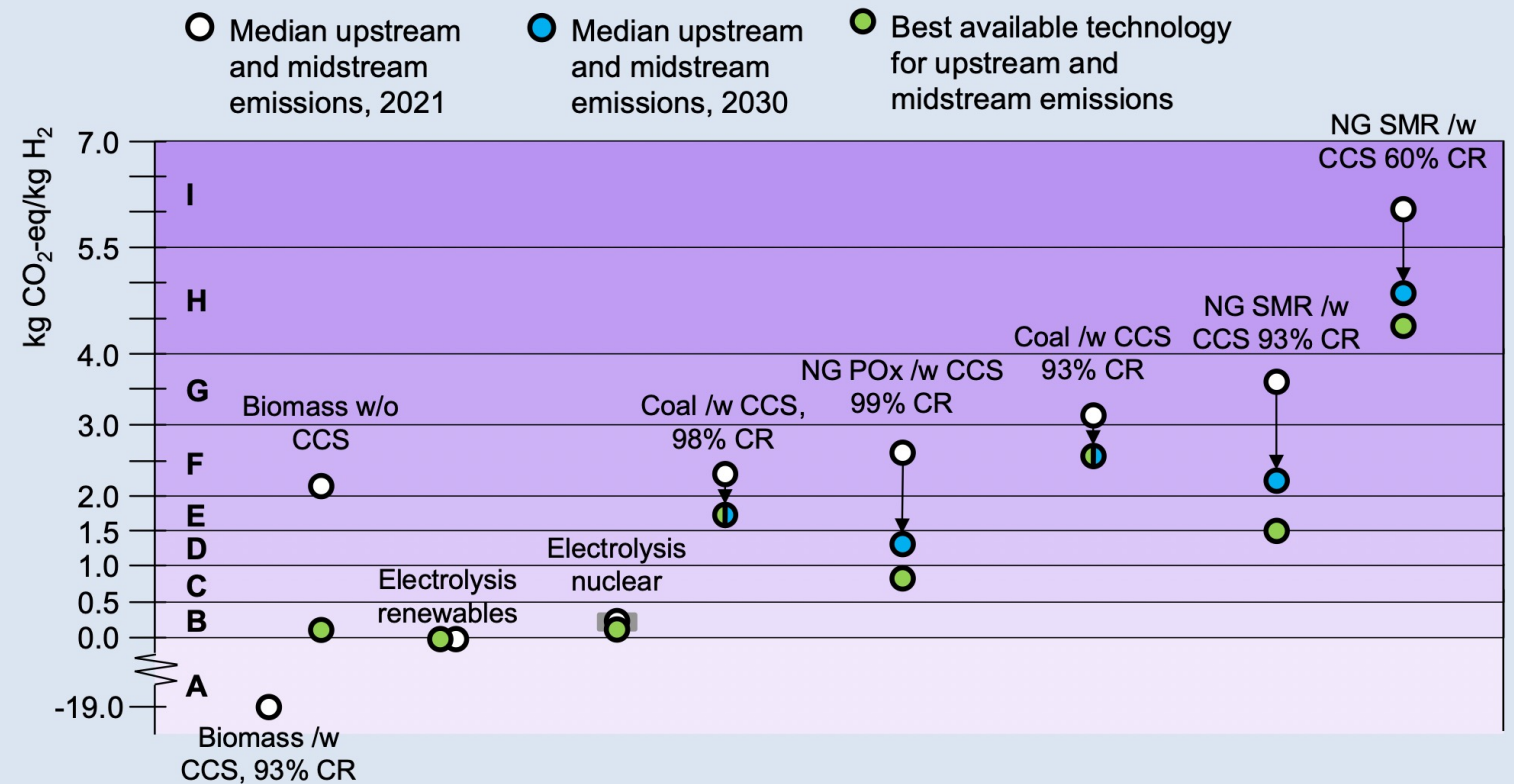 Median upstream
and midstream
emissions, 2021
Median upstream
and midstream
emissions, 2030
Best available technology
for upstream and
midstream emissions
kg CO₂-eq/kg H₂
7.0
5.5
4.0
3.0
2.0
1.5
1.0
0.5
0.0
-19.0
I
H
G
F
E
D
C
B
A
Biomass /w
CCS, 93% CR
Biomass w/o
CCS
Electrolysis
renewables
Electrolysis
nuclear
Coal /w CCS,
98% CR
NG POx /w CCS
99% CR
Coal /w CCS
93% CR
NG SMR /w
CCS 93% CR
NG SMR /w
CCS 60% CR